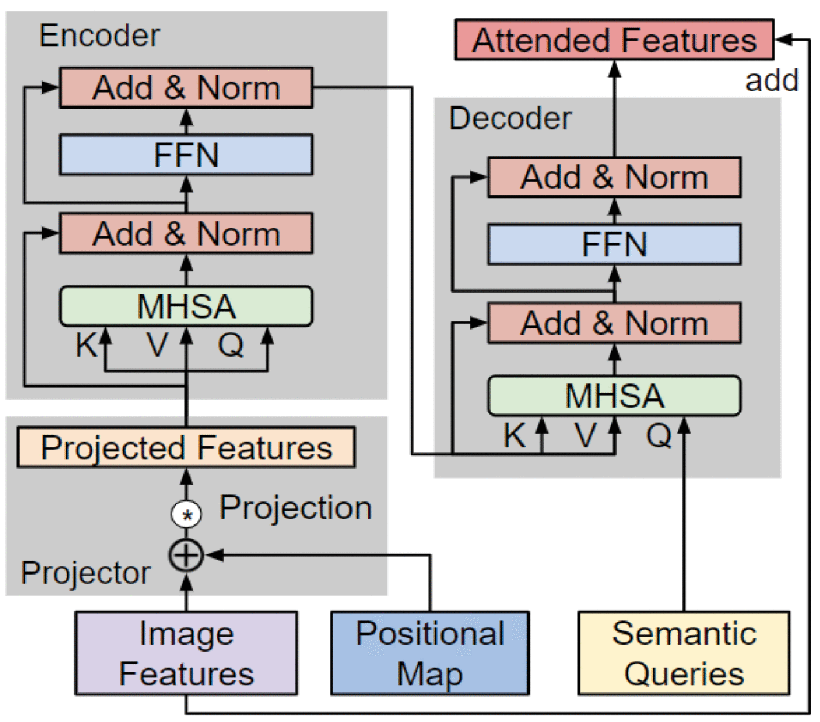 Encoder
Add & Norm
FFN
Add & Norm
MHSA
K V Q
Projected Features
*
Projection
Projector
Image
Features
Positional
Map
Attended Features
add
Decoder
Add & Norm
FFN
Add & Norm
MHSA
K V Q
Semantic
Queries